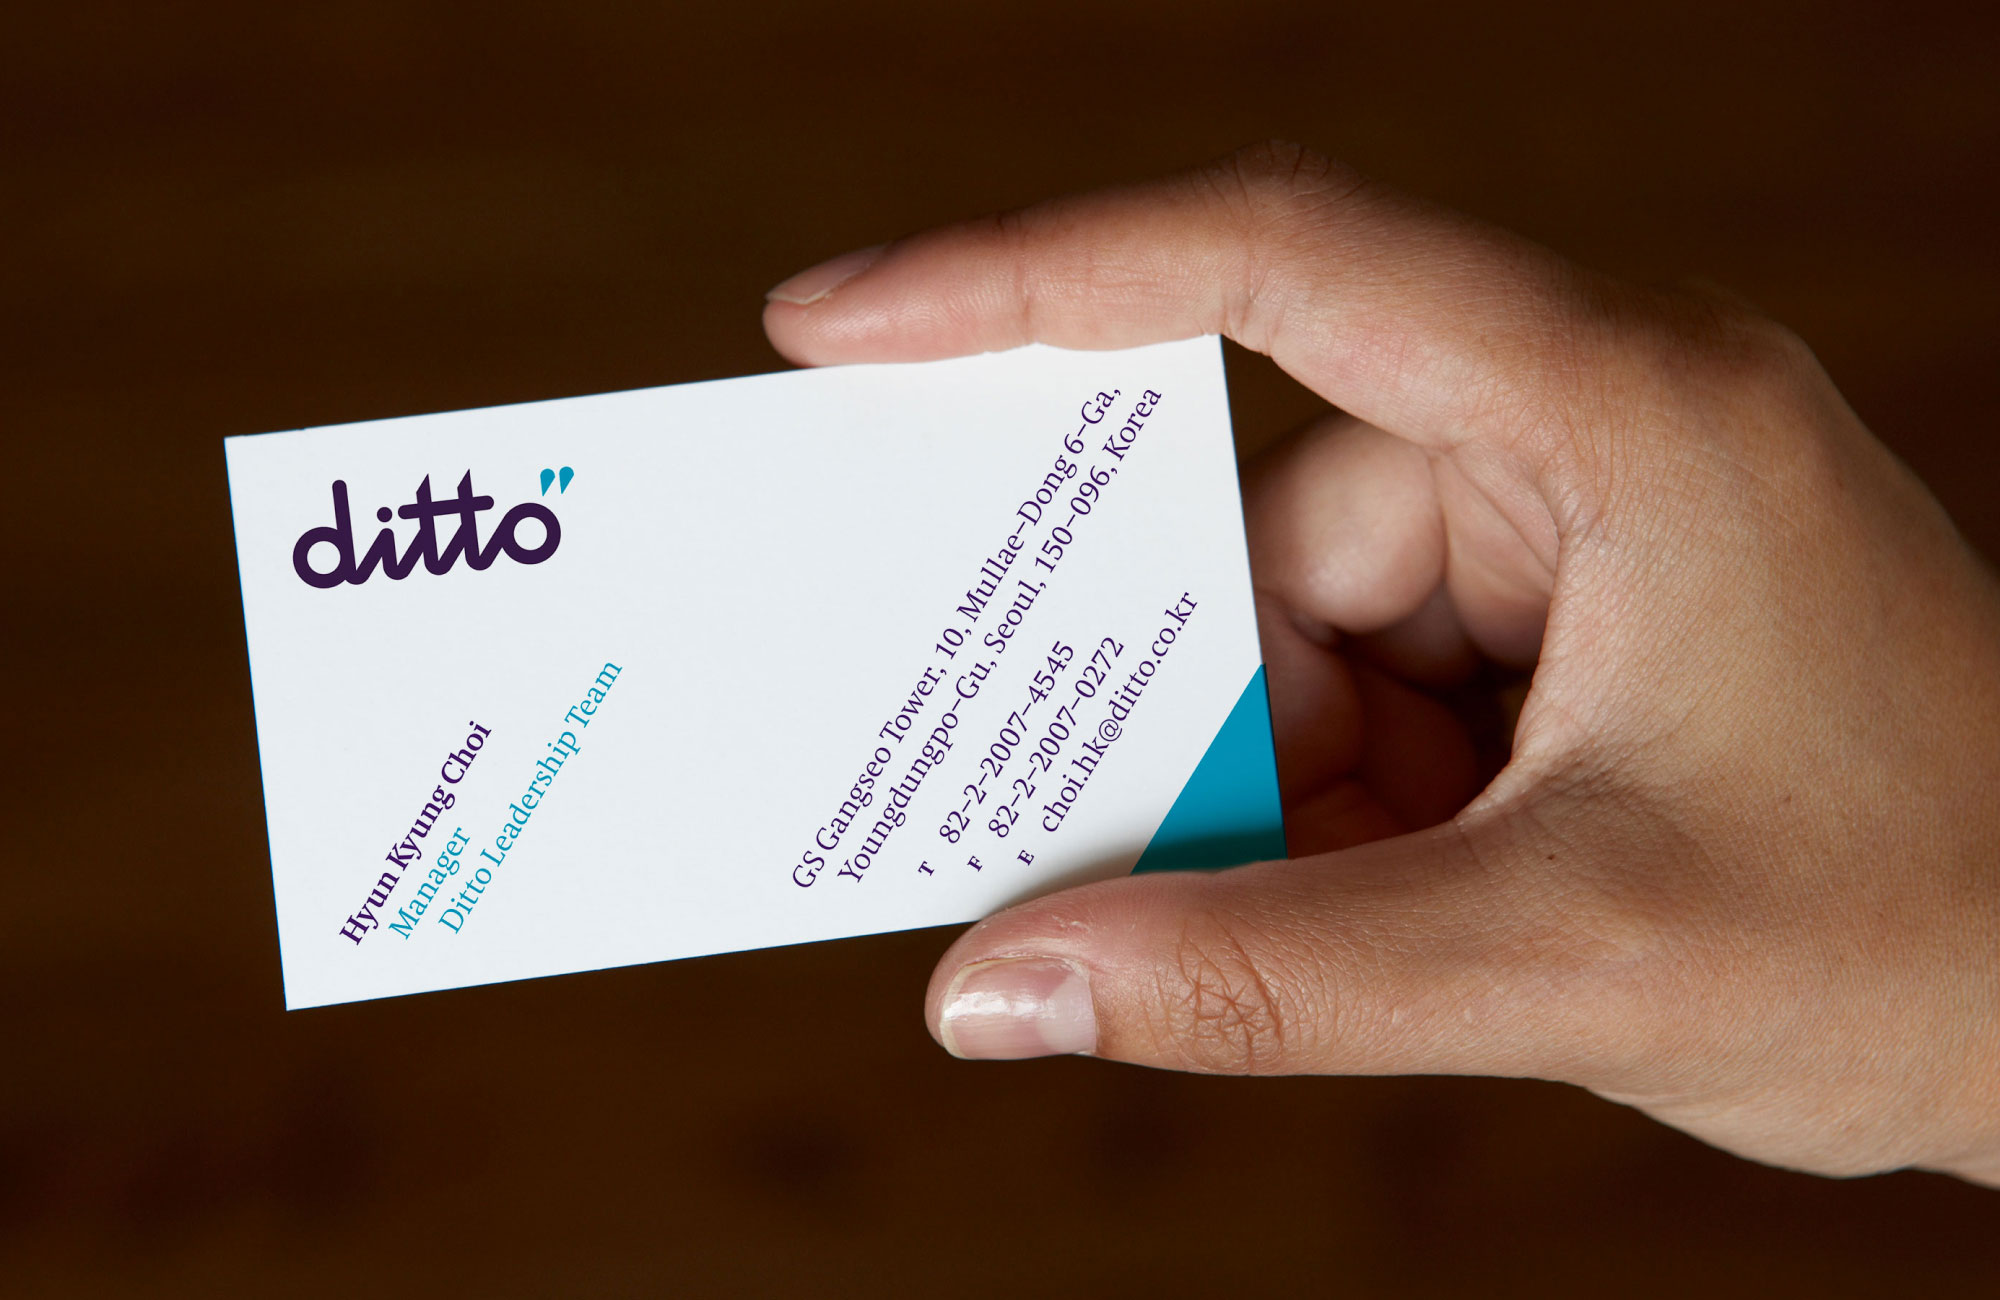 ditto”
Hyun Kyung Choi
Manager
Ditto Leadership Team
GS Gangseo Tower, 10, Mullae-Dong 6-Ga,
Youngdungpo-Gu, Seoul, 150-096, Korea
T 82-2-2007-4545
F 82-2-2007-0272
E choi.hk@ditto.co.kr